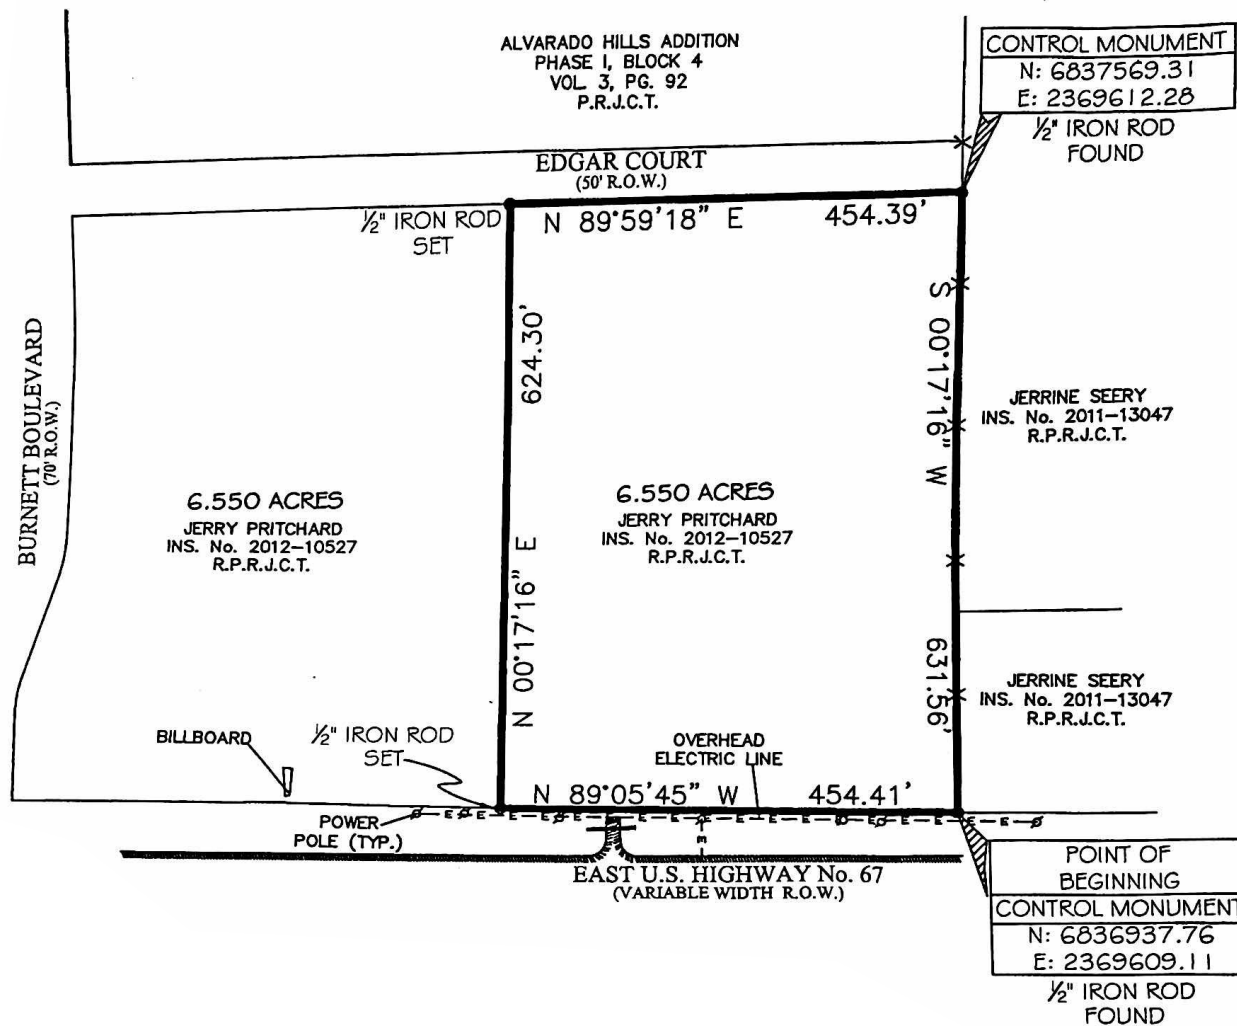 ALVARADO HILLS ADDITION
PHASE I, BLOCK 4
VOL. 3, PG. 92
P.R.J.C.T.
CONTROL MONUMENT
N: 6837569.31
E: 2369612.28
½" IRON ROD
FOUND
EDGAR COURT
(50' R.O.W.)
½" IRON ROD
SET
N 89°59'18" E 454.39'
BURNETT BOULEVARD
(70' R.O.W.)
624.30'
N 00°17'16" E
S 00°17'16" W
631.56'
JERRINE SEERY
INS. No. 2011-13047
R.P.R.J.C.T.
6.550 ACRES
JERRY PRITCHARD
INS. No. 2012-10527
R.P.R.J.C.T.
6.550 ACRES
JERRY PRITCHARD
INS. No. 2012-10527
R.P.R.J.C.T.
JERRINE SEERY
INS. No. 2011-13047
R.P.R.J.C.T.
BILLBOARD
½" IRON ROD
SET
OVERHEAD
ELECTRIC LINE
N 89°05'45" W 454.41'
POWER
POLE (TYP.)
E E E E E E E E E E E E
E
EAST U.S. HIGHWAY No. 67
(VARIABLE WIDTH R.O.W.)
POINT OF
BEGINNING
CONTROL MONUMENT
N: 6836937.76
E: 2369609.11
½" IRON ROD
FOUND